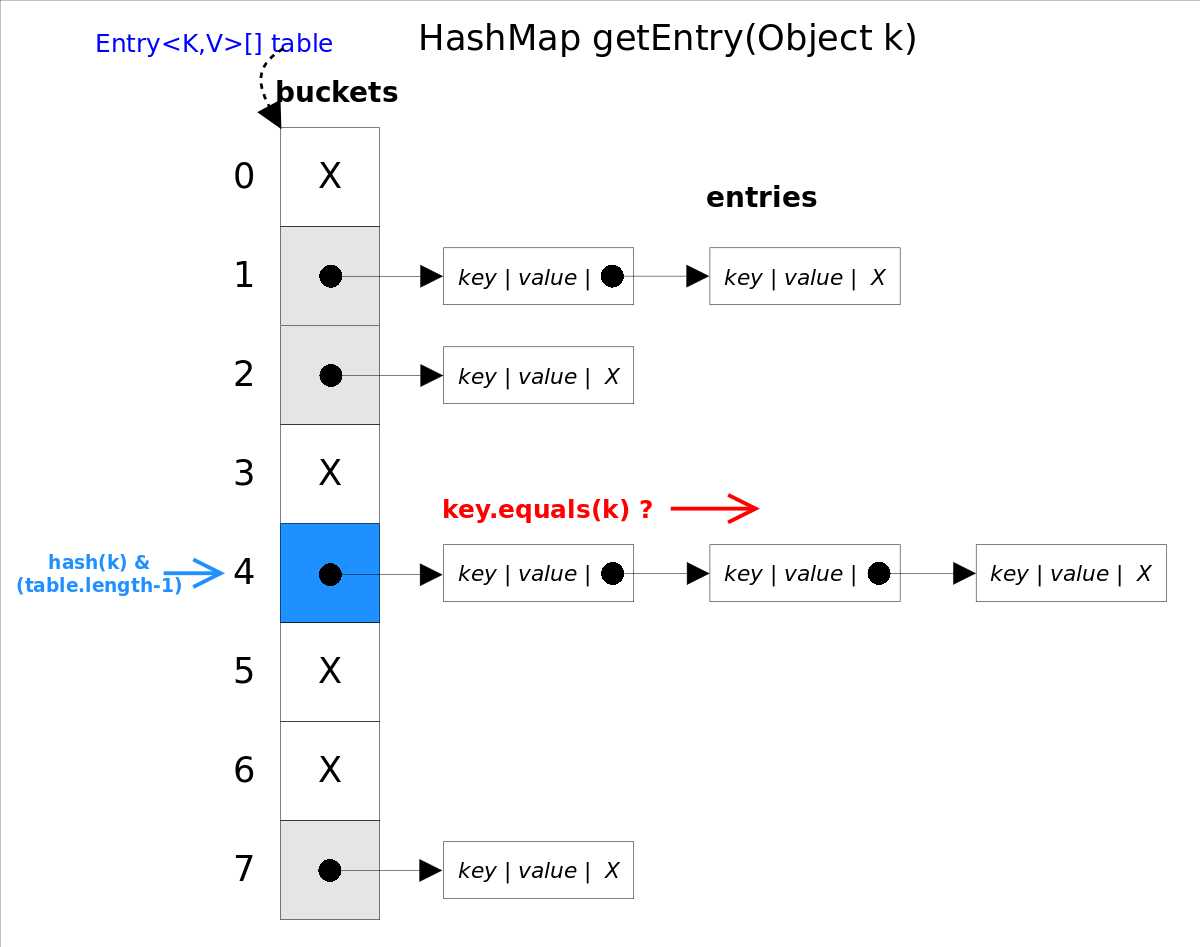 Entry<K,V>[] table
HashMap getEntry(Object k)
buckets
0 X
entries
1 key | value | key | value | X
2 key | value | X
3 X
key.equals(k) ?
hash(k) &
(table.length-1)
4 key | value | key | value | key | value | X
5 X
6 X
7 key | value | X